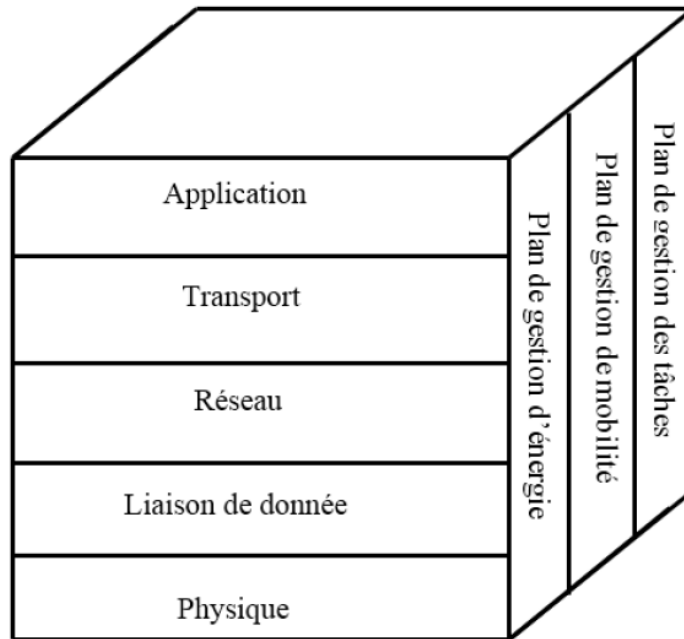 Application
Transport
Réseau
Liaison de donnée
Physique
Plan de gestion d'énergie
Plan de gestion de mobilité
Plan de gestion des tâches